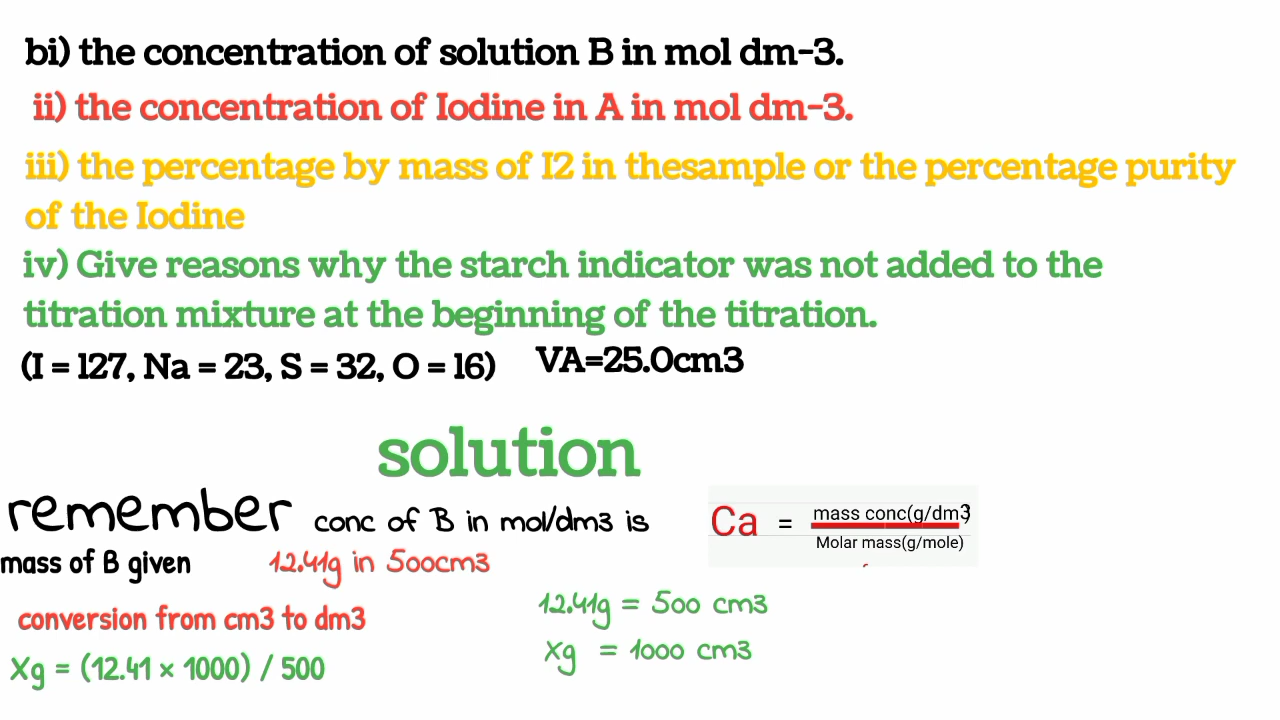 bi) the concentration of solution B in mol dm-3.
ii) the concentration of Iodine in A in mol dm-3.
iii) the percentage by mass of I2 in thesample or the percentage purity
of the Iodine
iv) Give reasons why the starch indicator was not added to the
titration mixture at the beginning of the titration.
(I = 127, Na = 23, S = 32, O = 16) VA=25.0cm3
solution
remember conc of B in mol/dm3 is
Ca = mass conc(g/dm3)
Molar mass(g/mole)
mass of B given 12.41g in 500cm3
12.41g = 500 cm3
conversion from cm3 to dm3
Xg = 1000 cm3
Xg = (12.41 × 1000) / 500